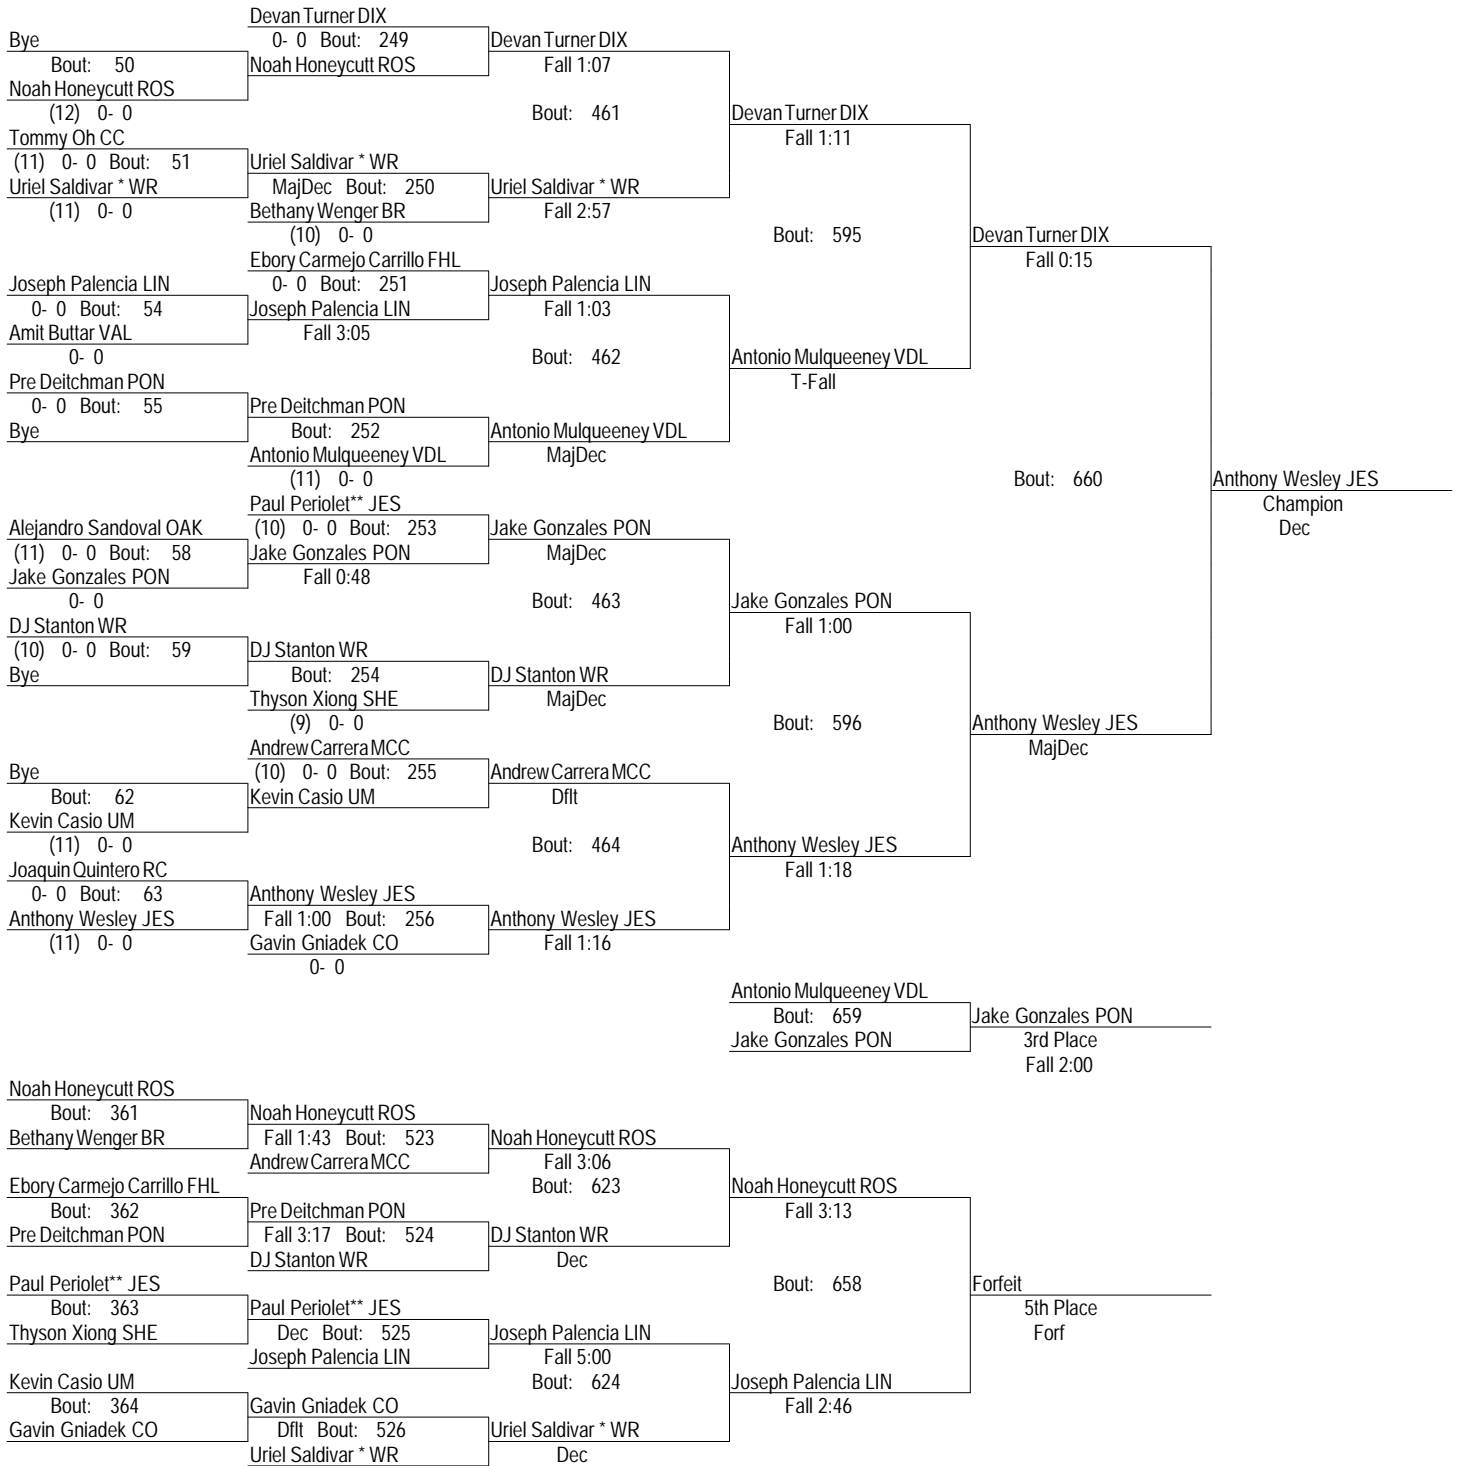 Devan Turner DIX
Bye 0- 0 Bout: 249 Devan Turner DIX
Bout: 50 Noah Honeycutt ROS Fall 1:07
Noah Honeycutt ROS
(12) 0- 0 Bout: 461 Devan Turner DIX
Tommy Oh CC Fall 1:11
(11) 0- 0 Bout: 51 Uriel Saldivar * WR
Uriel Saldivar * WR MajDec Bout: 250 Uriel Saldivar * WR
(11) 0- 0 Bethany Wenger BR Fall 2:57
(10) 0- 0 Bout: 595 Devan Turner DIX
Ebory Carmejo Carrillo FHL Fall 0:15
Joseph Palencia LIN 0- 0 Bout: 251 Joseph Palencia LIN
0- 0 Bout: 54 Joseph Palencia LIN Fall 1:03
Amit Buttar VAL Fall 3:05
0- 0 Bout: 462 Antonio Mulqueeney VDL
Pre Deitchman PON T-Fall
0- 0 Bout: 55 Pre Deitchman PON
Bye Bout: 252 Antonio Mulqueeney VDL
Antonio Mulqueeney VDL MajDec
(11) 0- 0 Bout: 660 Anthony Wesley JES
Paul Periolet** JES Champion
Alejandro Sandoval OAK (10) 0- 0 Bout: 253 Jake Gonzales PON Dec
(11) 0- 0 Bout: 58 Jake Gonzales PON MajDec
Jake Gonzales PON Fall 0:48
0- 0 Bout: 463 Jake Gonzales PON
DJ Stanton WR Fall 1:00
(10) 0- 0 Bout: 59 DJ Stanton WR
Bye Bout: 254 DJ Stanton WR
Thyson Xiong SHE MajDec
(9) 0- 0 Bout: 596 Anthony Wesley JES
Andrew Carrera MCC MajDec
Bye (10) 0- 0 Bout: 255 Andrew Carrera MCC
Bout: 62 Kevin Casio UM Dflt
Kevin Casio UM
(11) 0- 0 Bout: 464 Anthony Wesley JES
Joaquin Quintero RC Fall 1:18
0- 0 Bout: 63 Anthony Wesley JES
Anthony Wesley JES Fall 1:00 Bout: 256 Anthony Wesley JES
(11) 0- 0 Gavin Gniadek CO Fall 1:16
0- 0
Antonio Mulqueeney VDL
Bout: 659 Jake Gonzales PON
Jake Gonzales PON 3rd Place
Fall 2:00
Noah Honeycutt ROS
Bout: 361 Noah Honeycutt ROS
Bethany Wenger BR Fall 1:43 Bout: 523 Noah Honeycutt ROS
Andrew Carrera MCC Fall 3:06
Ebory Carmejo Carrillo FHL Bout: 623 Noah Honeycutt ROS
Bout: 362 Pre Deitchman PON Fall 3:13
Pre Deitchman PON Fall 3:17 Bout: 524 DJ Stanton WR
DJ Stanton WR Dec
Paul Periolet** JES Bout: 658 Forfeit
Bout: 363 Paul Periolet** JES 5th Place
Thyson Xiong SHE Dec Bout: 525 Joseph Palencia LIN Forf
Joseph Palencia LIN Fall 5:00
Kevin Casio UM Bout: 624 Joseph Palencia LIN
Bout: 364 Gavin Gniadek CO Fall 2:46
Gavin Gniadek CO Dflt Bout: 526 Uriel Saldivar * WR
Uriel Saldivar * WR Dec